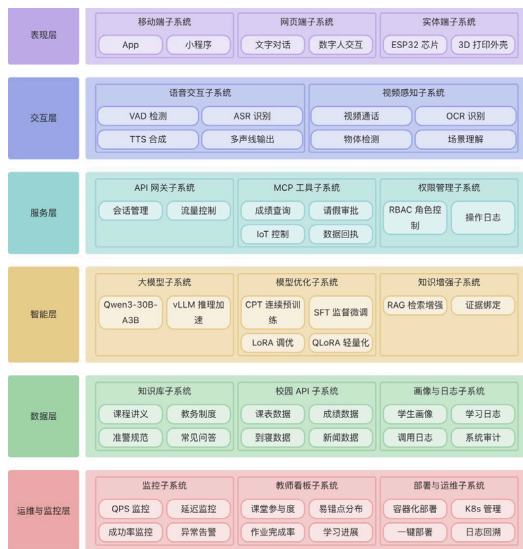 表现层
移动端子系统
App
小程序
网页端子系统
文字对话
数字人交互
实体端子系统
ESP32 芯片
3D 打印外壳
交互层
语音交互子系统
VAD 检测
ASR 识别
TTS 合成
多声线输出
视频感知子系统
视频通话
OCR 识别
物体检测
场景理解
服务层
API 网关子系统
会话管理
流量控制
MCP 工具子系统
成绩查询
请假审批
IoT 控制
数据回执
权限管理子系统
RBAC 角色控
制
操作日志
智能层
大模型子系统
Qwen3-30B-
A3B
vLLM 推理加
速
模型优化子系统
CPT 连续预训
练
SFT 监督微调
LoRA 调优
QLoRA 轻量化
知识增强子系统
RAG 检索增强
证据绑定
数据层
知识库子系统
课程讲义
教务制度
准警规范
常见问答
校园 API 子系统
课表数据
成绩数据
到寝数据
新闻数据
画像与日志子系统
学生画像
学习日志
调用日志
系统审计
运维与监控层
监控子系统
QPS 监控
延迟监控
成功率监控
异常告警
教师看板子系统
课堂参与度
易错点分布
作业完成率
学习进展
部署与运维子系统
容器化部署
K8s 管理
一键部署
日志回溯